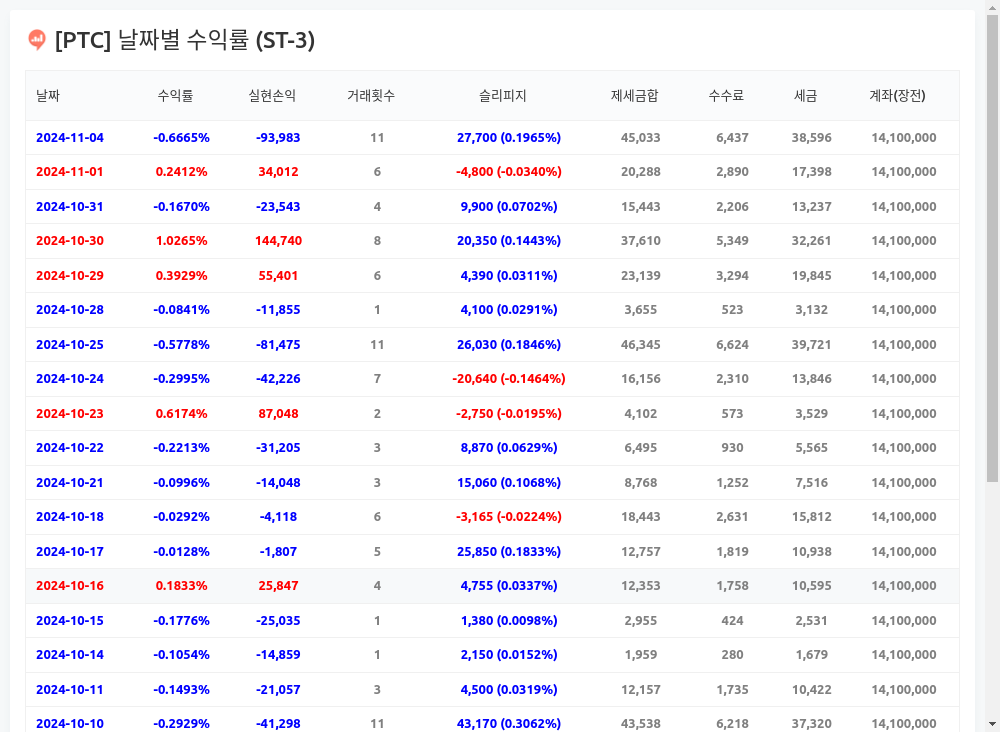 [PTC] 날짜별 수익률 (ST-3)
날짜 수익률 실현손익 거래횟수 슬리피지 제세금합 수수료 세금 계좌(장전)
2024-11-04 -0.6665% -93,983 11 27,700 (0.1965%) 45,033 6,437 38,596 14,100,000
2024-11-01 0.2412% 34,012 6 -4,800 (-0.0340%) 20,288 2,890 17,398 14,100,000
2024-10-31 -0.1670% -23,543 4 9,900 (0.0702%) 15,443 2,206 13,237 14,100,000
2024-10-30 1.0265% 144,740 8 20,350 (0.1443%) 37,610 5,349 32,261 14,100,000
2024-10-29 0.3929% 55,401 6 4,390 (0.0311%) 23,139 3,294 19,845 14,100,000
2024-10-28 -0.0841% -11,855 1 4,100 (0.0291%) 3,655 523 3,132 14,100,000
2024-10-25 -0.5778% -81,475 11 26,030 (0.1846%) 46,345 6,624 39,721 14,100,000
2024-10-24 -0.2995% -42,226 7 -20,640 (-0.1464%) 16,156 2,310 13,846 14,100,000
2024-10-23 0.6174% 87,048 2 -2,750 (-0.0195%) 4,102 573 3,529 14,100,000
2024-10-22 -0.2213% -31,205 3 8,870 (0.0629%) 6,495 930 5,565 14,100,000
2024-10-21 -0.0996% -14,048 3 15,060 (0.1068%) 8,768 1,252 7,516 14,100,000
2024-10-18 -0.0292% -4,118 6 -3,165 (-0.0224%) 18,443 2,631 15,812 14,100,000
2024-10-17 -0.0128% -1,807 5 25,850 (0.1833%) 12,757 1,819 10,938 14,100,000
2024-10-16 0.1833% 25,847 4 4,755 (0.0337%) 12,353 1,758 10,595 14,100,000
2024-10-15 -0.1776% -25,035 1 1,380 (0.0098%) 2,955 424 2,531 14,100,000
2024-10-14 -0.1054% -14,859 1 2,150 (0.0152%) 1,959 280 1,679 14,100,000
2024-10-11 -0.1493% -21,057 3 4,500 (0.0319%) 12,157 1,735 10,422 14,100,000
2024-10-10 -0.2929% -41,298 11 43,170 (0.3062%) 43,538 6,218 37,320 14,100,000